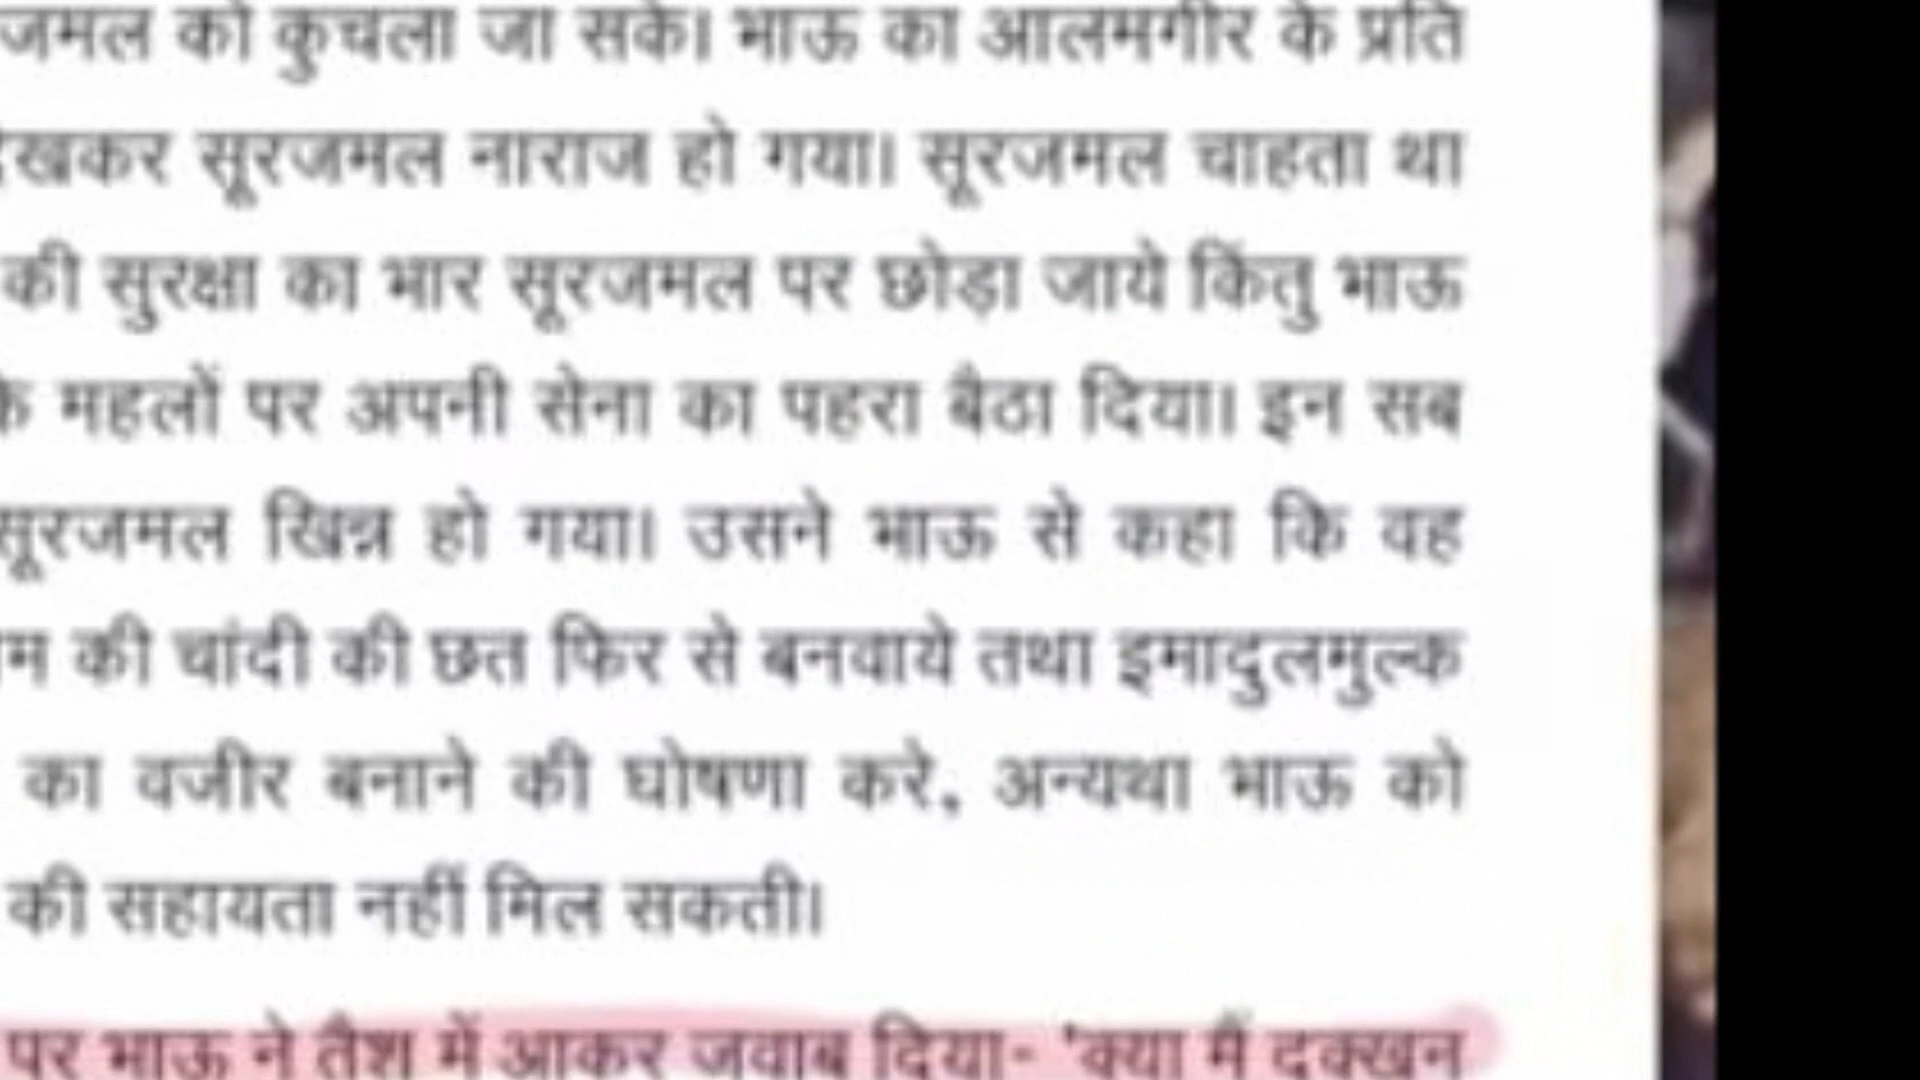 जमल को कुचला जा सके। भाऊ का आलमगीर के प्रति
देखकर सूरजमल नाराज हो गया। सूरजमल चाहता था
की सुरक्षा का भार सूरजमल पर छोड़ा जाये किंतु भाऊ
के महलों पर अपनी सेना का पहरा बैठा दिया। इन सब
सूरजमल खिन्न हो गया। उसने भाऊ से कहा कि वह
म की चांदी की छत फिर से बनवाये तथा इमादुलमुल्क
का वजीर बनाने की घोषणा करे, अन्यथा भाऊ को
की सहायता नहीं मिल सकती।
पर भाऊ ने तैश में आकर जवाब दिया- 'क्या मैं दक्खन